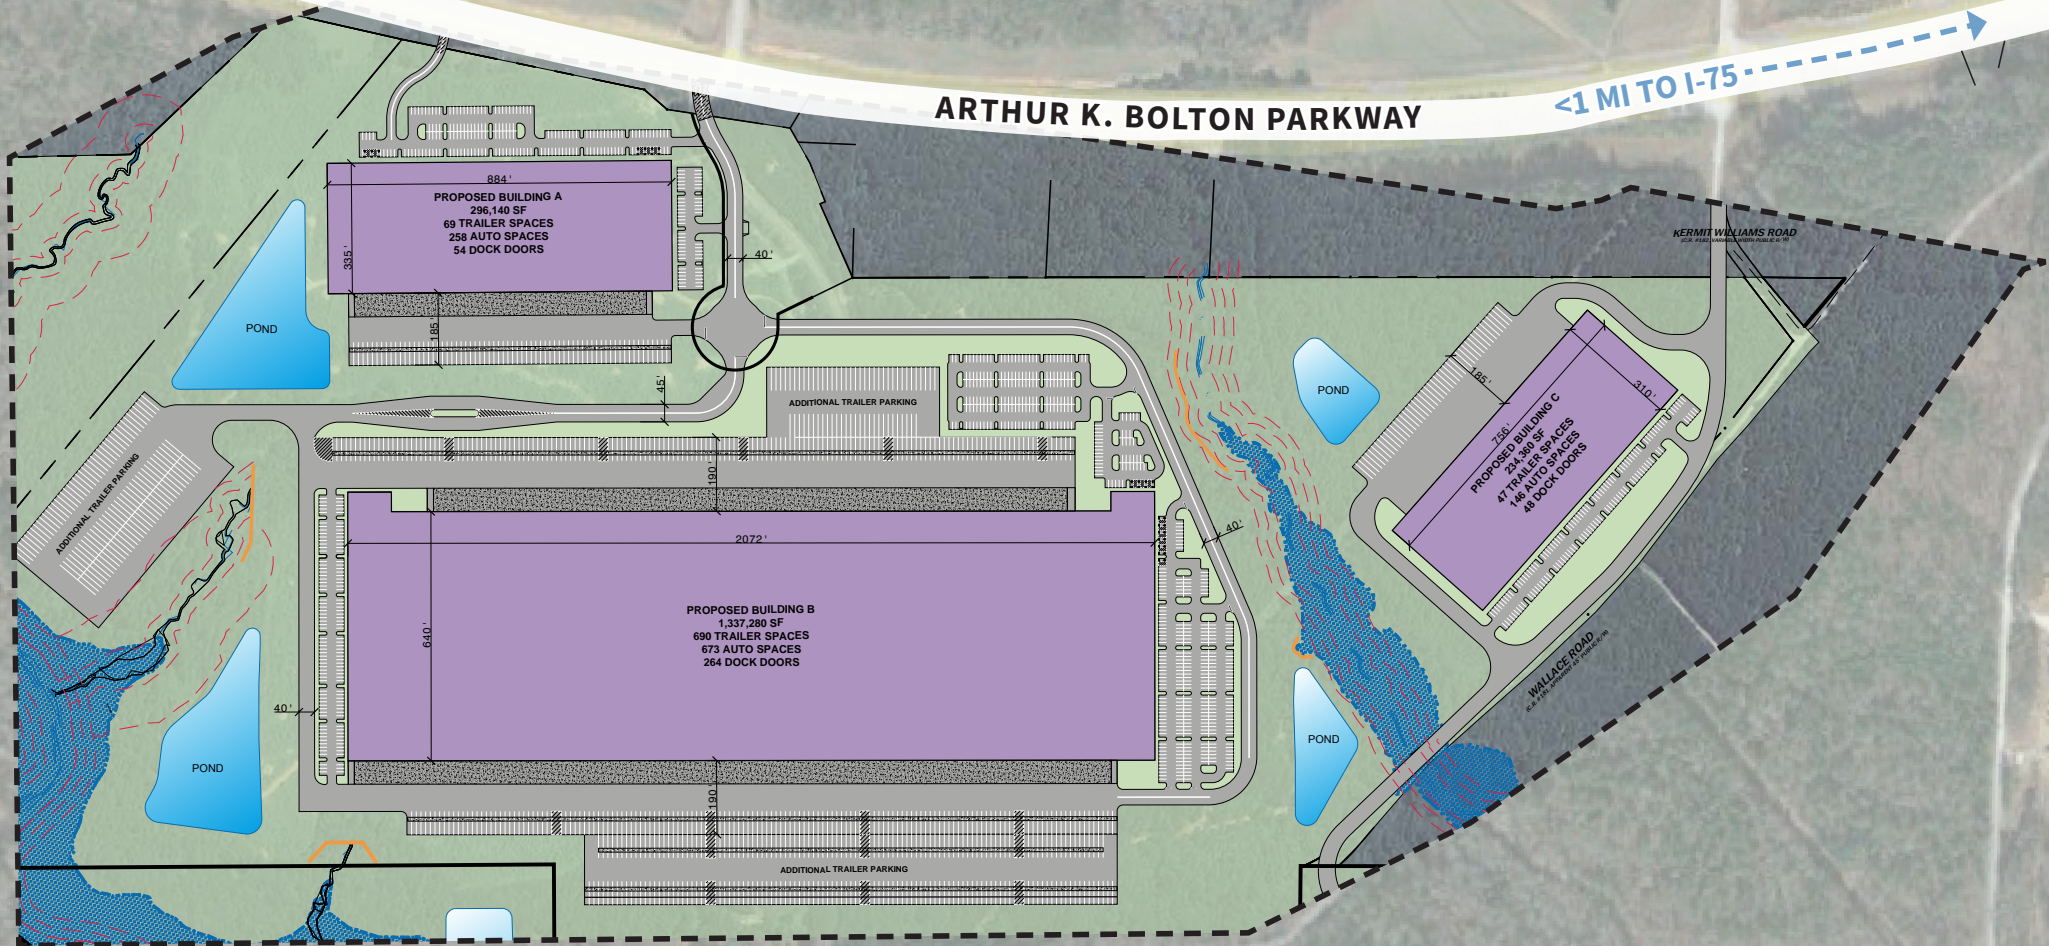 ARTHUR K. BOLTON PARKWAY
<1 MI TO I-75
884'
PROPOSED BUILDING A
296,140 SF
69 TRAILER SPACES
258 AUTO SPACES
54 DOCK DOORS
335'
40'
185'
POND
KERMIT WILLIAMS ROAD
45'
ADDITIONAL TRAILER PARKING
POND
185'
310'
756'
PROPOSED BUILDING C
234,360 SF
47 TRAILER SPACES
146 AUTO SPACES
48 DOCK DOORS
ADDITIONAL TRAILER PARKING
190'
2072'
40'
640'
PROPOSED BUILDING B
1,337,280 SF
690 TRAILER SPACES
673 AUTO SPACES
264 DOCK DOORS
WALLACE ROAD
40'
POND
POND
190'
ADDITIONAL TRAILER PARKING